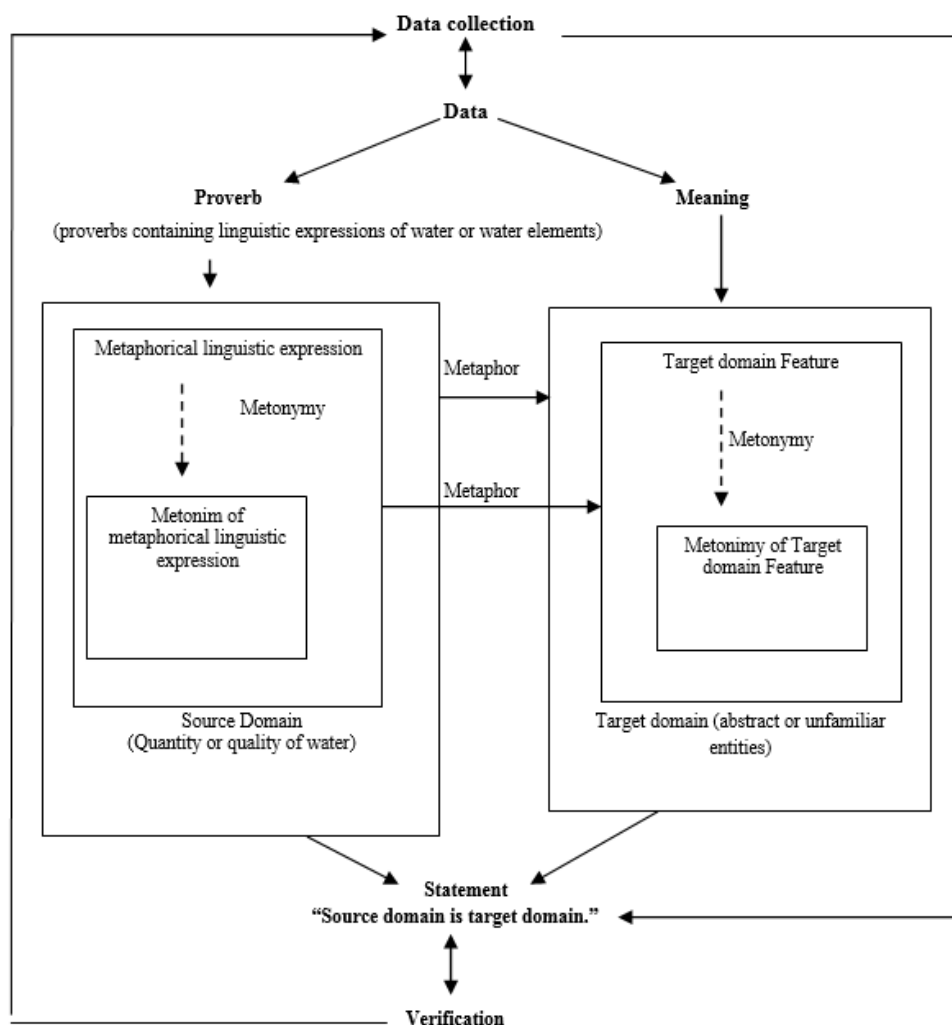 Data collection
Data
Proverb
(proverbs containing linguistic expressions of water or water elements)
Meaning
Metaphorical linguistic expression
Metonymy
Metonim of
metaphorical linguistic
expression
Source Domain
(Quantity or quality of water)
Metaphor
Metaphor
Target domain Feature
Metonymy
Metonimy of Target
domain Feature
Target domain (abstract or unfamiliar
entities)
Statement
“Source domain is target domain.”
Verification